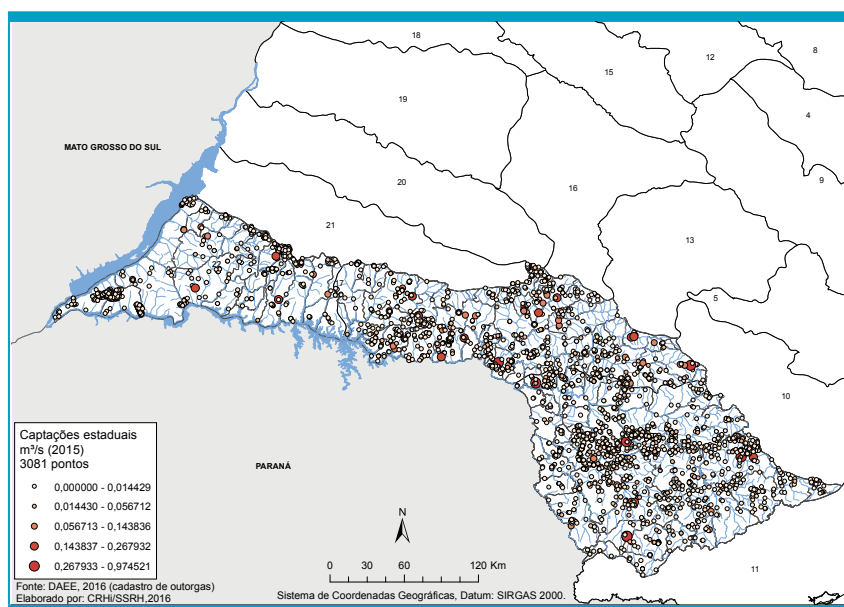 18
8
12
15
19
4
MATO GROSSO DO SUL
20
16
9
21
13
22
5
10
Captações estaduais
m³/s (2015)
3081 pontos
0,000000 - 0,014429
0,014430 - 0,056712
0,056713 - 0,143836
0,143837 - 0,267932
0,267933 - 0,974521
PARANÁ
N
0 30 60 120 Km
11
Fonte: DAEE, 2016 (cadastro de outorgas)
Elaborado por: CRHi/SSRH,2016
Sistema de Coordenadas Geográficas, Datum: SIRGAS 2000.